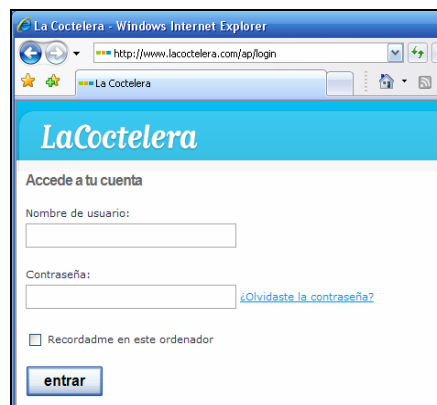 La Coctelera - Windows Internet Explorer
http://www.lacoctelera.com/ap/login
La Coctelera
LaCoctelera
Accede a tu cuenta
Nombre de usuario:
Contraseña:
¿Olvidaste la contraseña?
Recordadme en este ordenador
entrar